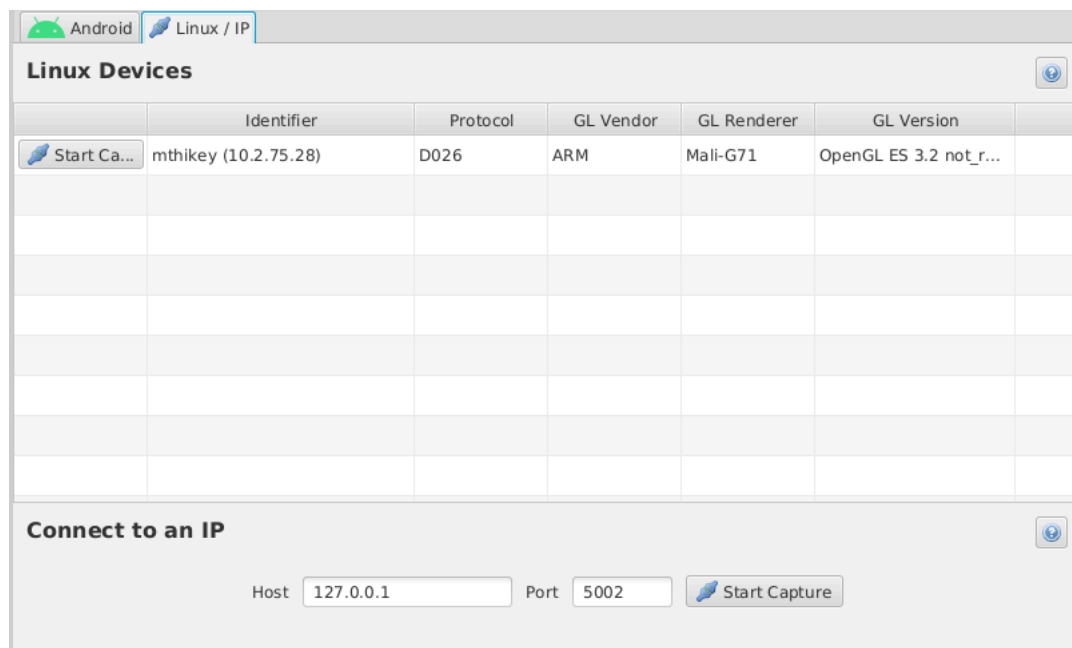 Android Linux / IP
Linux Devices
Identifier Protocol GL Vendor GL Renderer GL Version
Start Ca... mthikey (10.2.75.28) D026 ARM Mali-G71 OpenGL ES 3.2 not_r...
Connect to an IP
Host 127.0.0.1 Port 5002 Start Capture